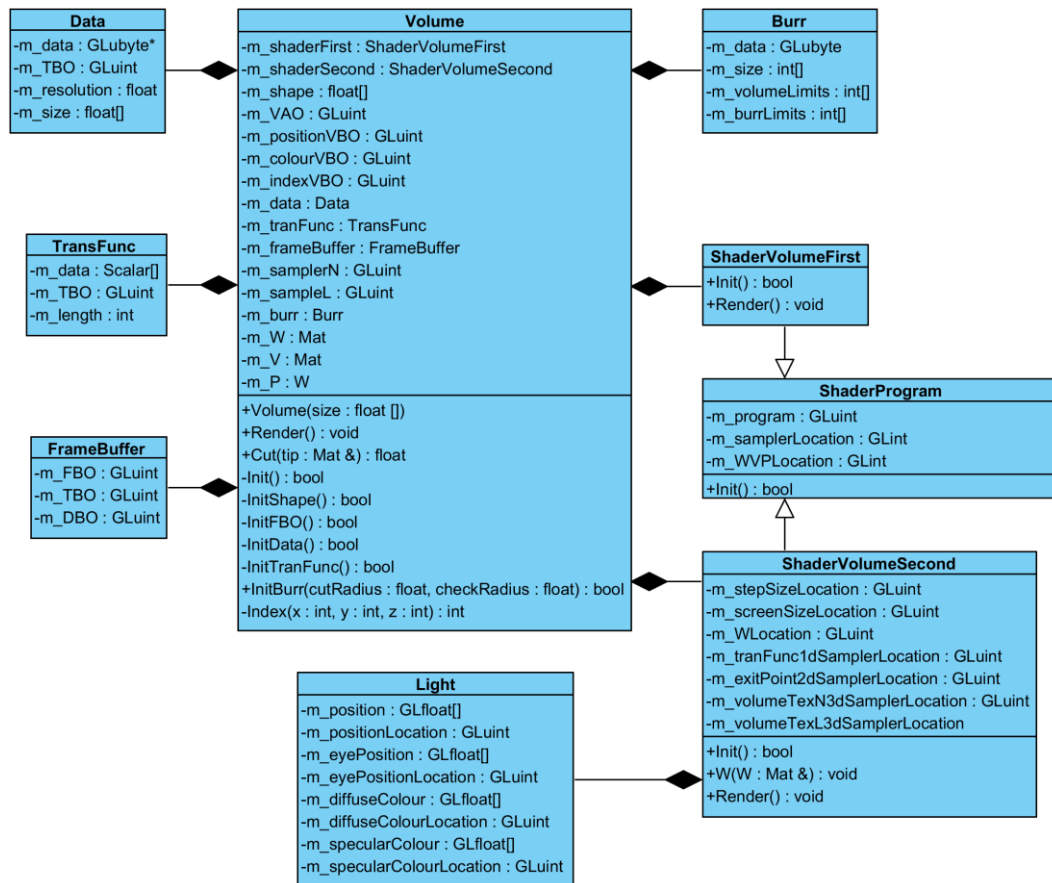 Data
-m_data : GLubyte*
-m_TBO : GLuint
-m_resolution : float
-m_size : float[]
Volume
-m_shaderFirst : ShaderVolumeFirst
-m_shaderSecond : ShaderVolumeSecond
-m_shape : float[]
-m_VAO : GLuint
-m_positionVBO : GLuint
-m_colourVBO : GLuint
-m_indexVBO : GLuint
-m_data : Data
-m_tranFunc : TransFunc
-m_frameBuffer : FrameBuffer
-m_samplerN : GLuint
-m_sampleL : GLuint
-m_burr : Burr
-m_W : Mat
-m_V : Mat
-m_P : W
+Volume(size : float [])
+Render() : void
+Cut(tip : Mat &) : float
-Init() : bool
-InitShape() : bool
-InitFBO() : bool
-InitData() : bool
-InitTranFunc() : bool
+InitBurr(cutRadius : float, checkRadius : float) : bool
-Index(x : int, y : int, z : int) : int
Burr
-m_data : GLubyte
-m_size : int[]
-m_volumeLimits : int[]
-m_burrLimits : int[]
TransFunc
-m_data : Scalar[]
-m_TBO : GLuint
-m_length : int
ShaderVolumeFirst
+Init() : bool
+Render() : void
ShaderProgram
-m_program : GLuint
-m_samplerLocation : GLint
-m_WVPLocation : GLint
+Init() : bool
FrameBuffer
-m_FBO : GLuint
-m_TBO : GLuint
-m_DBO : GLuint
ShaderVolumeSecond
-m_stepSizeLocation : GLuint
-m_screenSizeLocation : GLuint
-m_WLocation : GLuint
-m_tranFunc1dSamplerLocation : GLuint
-m_exitPoint2dSamplerLocation : GLuint
-m_volumeTexN3dSamplerLocation : GLuint
-m_volumeTexL3dSamplerLocation
+Init() : bool
+W(W : Mat &) : void
+Render() : void
Light
-m_position : GLfloat[]
-m_positionLocation : GLuint
-m_eyePosition : GLfloat[]
-m_eyePositionLocation : GLuint
-m_diffuseColour : GLfloat[]
-m_diffuseColourLocation : GLuint
-m_specularColour : GLfloat[]
-m_specularColourLocation : GLuint